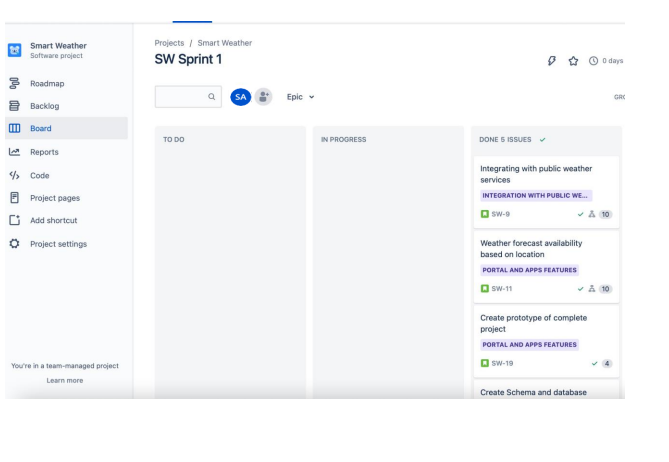 Smart Weather
Software project
Roadmap
Backlog
Board
Reports
Code
Project pages
Add shortcut
Project settings
You're in a team-managed project
Learn more
Projects / Smart Weather
SW Sprint 1
0 days
SA
Epic
GRO
TO DO
IN PROGRESS
DONE 5 ISSUES
Integrating with public weather
services
INTEGRATION WITH PUBLIC WE...
SW-9
10
Weather forecast availability
based on location
PORTAL AND APPS FEATURES
SW-11
10
Create prototype of complete
project
PORTAL AND APPS FEATURES
SW-19
4
Create Schema and database